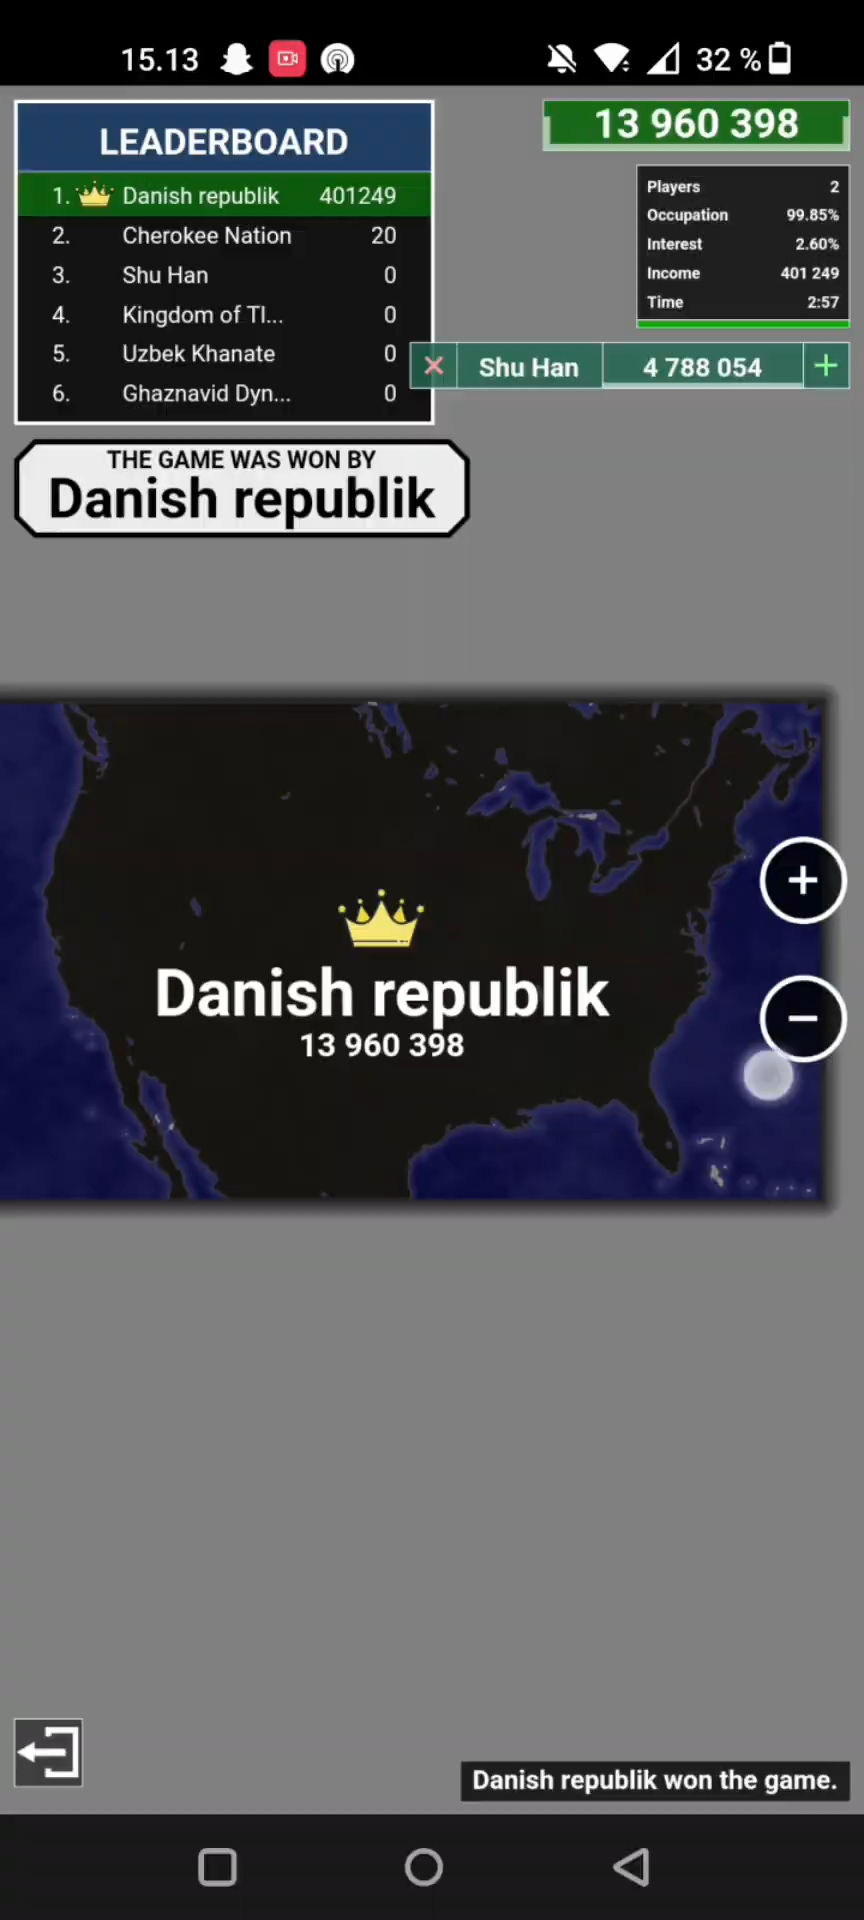 15.13
32 %
LEADERBOARD
1. Danish republik 401249
2. Cherokee Nation 20
3. Shu Han 0
4. Kingdom of Tl... 0
5. Uzbek Khanate 0
6. Ghaznavid Dyn... 0
13 960 398
Players 2
Occupation 99.85%
Interest 2.60%
Income 401 249
Time 2:57
Shu Han 4 788 054 +
THE GAME WAS WON BY
Danish republik
Danish republik
13 960 398
+
−
Danish republik won the game.